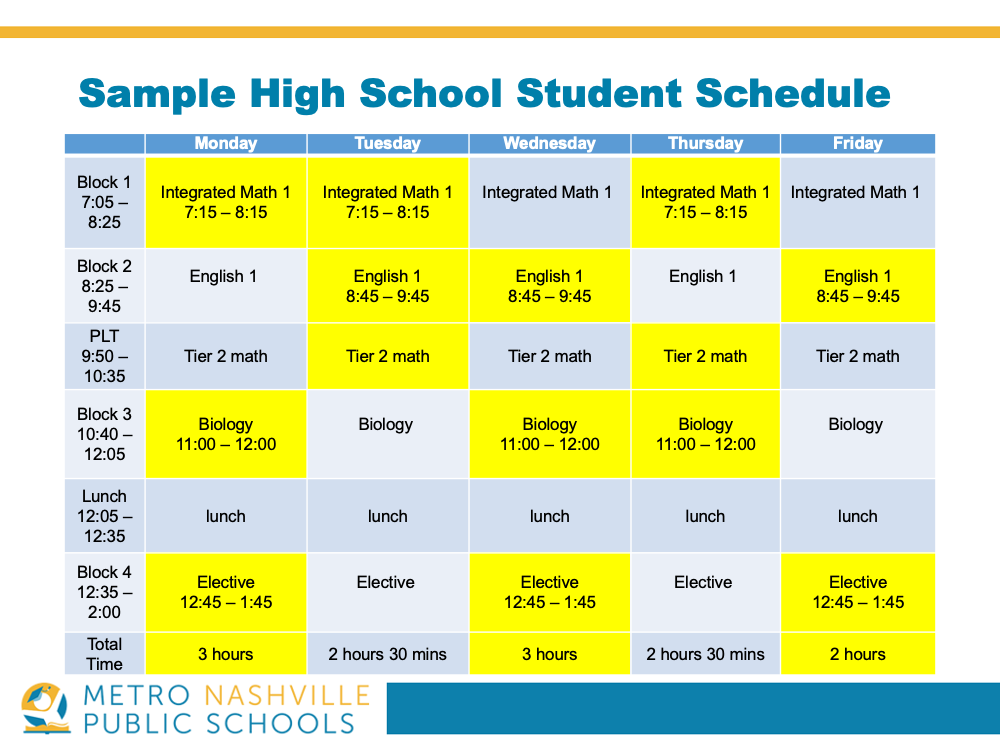 Sample High School Student Schedule
Monday Tuesday Wednesday Thursday Friday
Block 1
7:05 –
8:25
Integrated Math 1
7:15 – 8:15
Integrated Math 1
7:15 – 8:15
Integrated Math 1
Integrated Math 1
7:15 – 8:15
Integrated Math 1
Block 2
8:25 –
9:45
English 1
English 1
8:45 – 9:45
English 1
8:45 – 9:45
English 1
English 1
8:45 – 9:45
PLT
9:50 –
10:35
Tier 2 math
Tier 2 math
Tier 2 math
Tier 2 math
Tier 2 math
Block 3
10:40 –
12:05
Biology
11:00 – 12:00
Biology
Biology
11:00 – 12:00
Biology
11:00 – 12:00
Biology
Lunch
12:05 –
12:35
lunch
lunch
lunch
lunch
lunch
Block 4
12:35 –
2:00
Elective
12:45 – 1:45
Elective
Elective
12:45 – 1:45
Elective
Elective
12:45 – 1:45
Total
Time
3 hours
2 hours 30 mins
3 hours
2 hours 30 mins
2 hours
METRO NASHVILLE
PUBLIC SCHOOLS